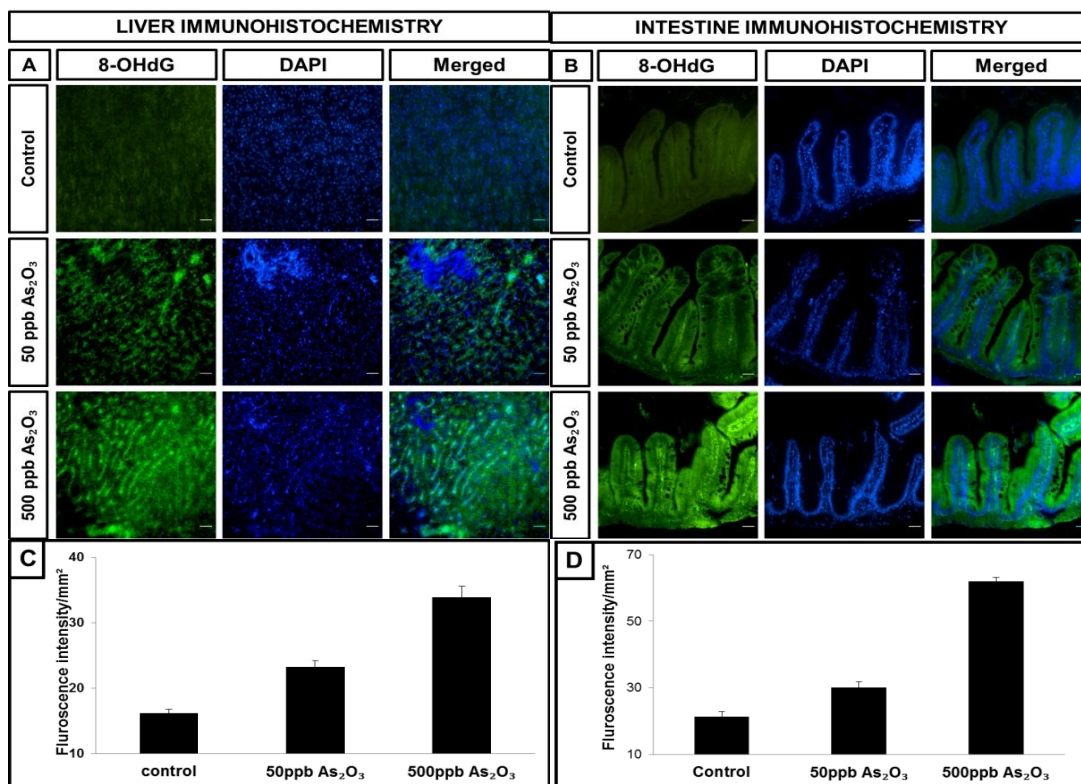 LIVER IMMUNOHISTOCHEMISTRY
A 8-OHdG DAPI Merged
Control
50 ppb As₂O₃
500 ppb As₂O₃
INTESTINE IMMUNOHISTOCHEMISTRY
B 8-OHdG DAPI Merged
Control
50 ppb As₂O₃
500 ppb As₂O₃
C
Fluroscence intensity/mm²
40
30
20
10
control 50ppb As₂O₃ 500ppb As₂O₃
D
Fluroscence intensity/mm²
70
50
30
10
Control 50ppb As₂O₃ 500ppb As₂O₃